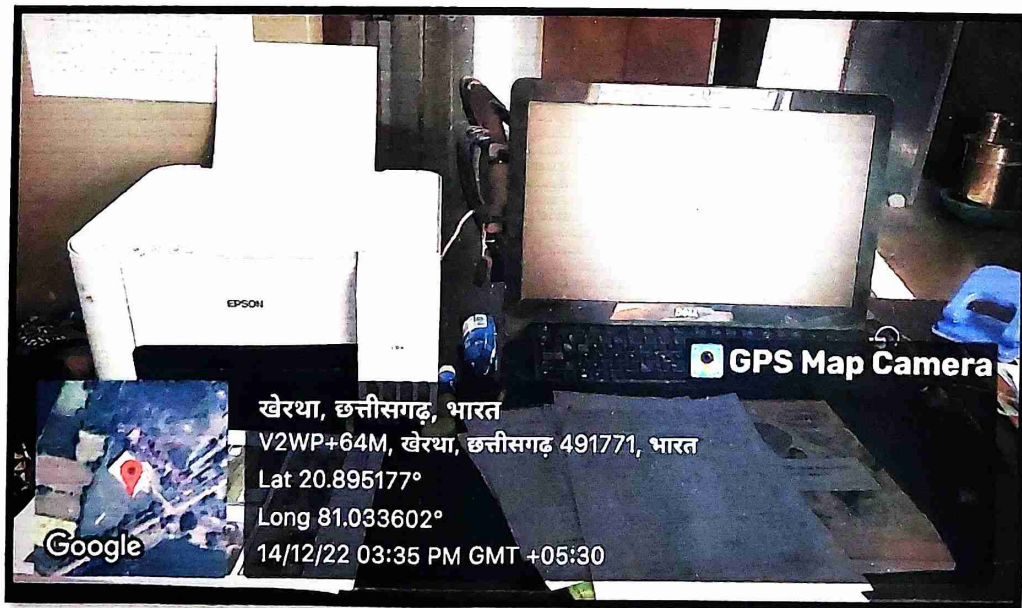 EPSON
DELL
GPS Map Camera
खेरथा, छत्तीसगढ़, भारत
V2WP+64M, खेरथा, छत्तीसगढ़ 491771, भारत
Lat 20.895177°
Long 81.033602°
14/12/22 03:35 PM GMT +05:30
Google